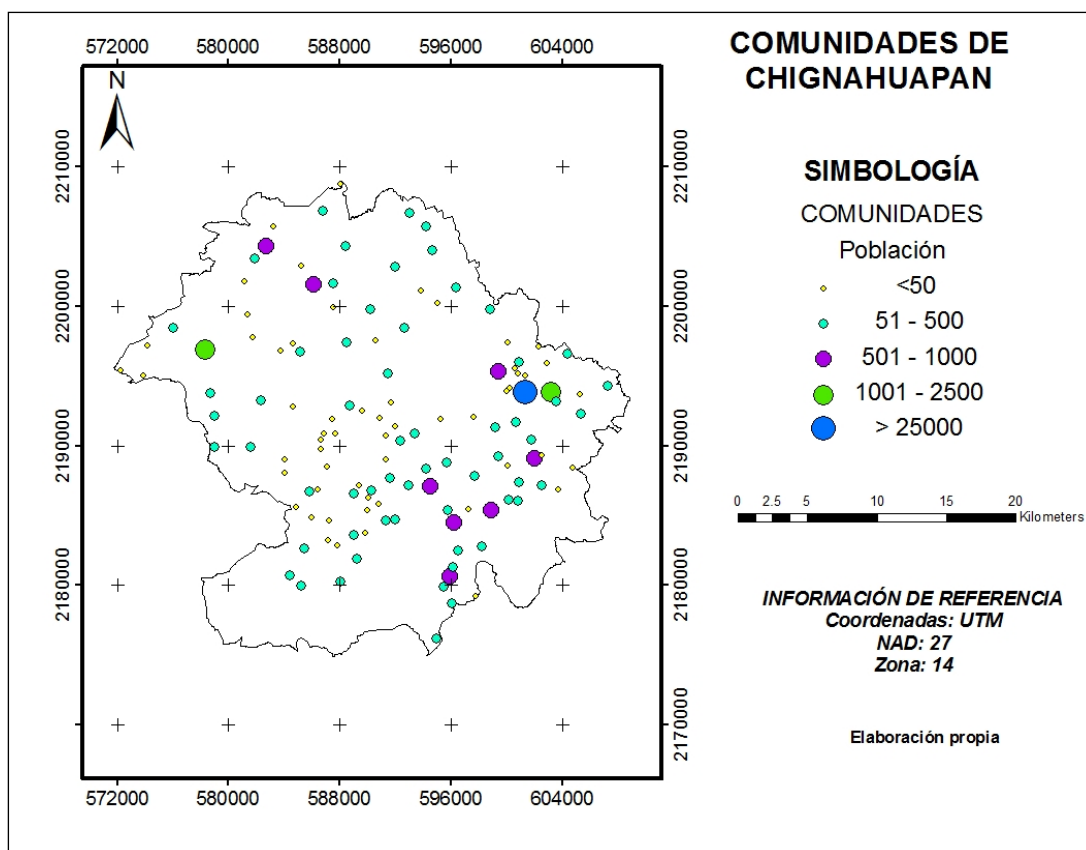 572000 580000 588000 596000 604000
N
2210000
2200000
2190000
2180000
2170000
2210000
2200000
2190000
2180000
2170000
572000 580000 588000 596000 604000
COMUNIDADES DE
CHIGNAHUAPAN
SIMBOLOGÍA
COMUNIDADES
Población
<50
51 - 500
501 - 1000
1001 - 2500
> 25000
0 2.5 5 10 15 20
Kilometers
INFORMACIÓN DE REFERENCIA
Coordenadas: UTM
NAD: 27
Zona: 14
Elaboración propia